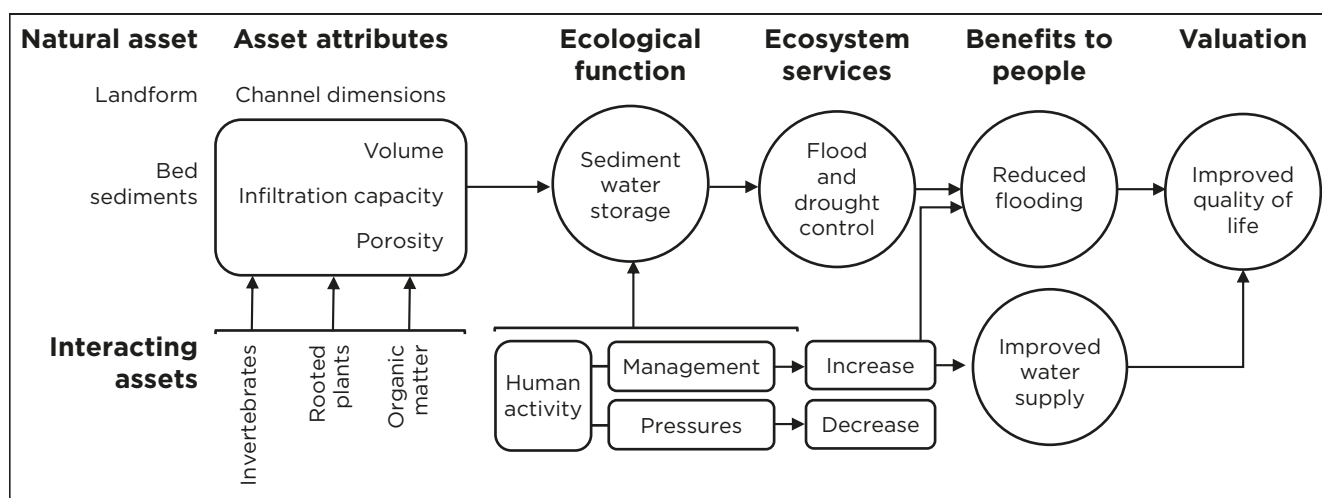 Natural asset
Asset attributes
Ecological
function
Ecosystem
services
Benefits to
people
Valuation
Landform
Channel dimensions
Bed
sediments
Volume
Infiltration capacity
Porosity
Sediment
water
storage
Flood
and
drought
control
Reduced
flooding
Improved
quality of
life
Interacting
assets
Invertebrates
Rooted
plants
Organic
matter
Human
activity
Management
Pressures
Increase
Decrease
Improved
water
supply